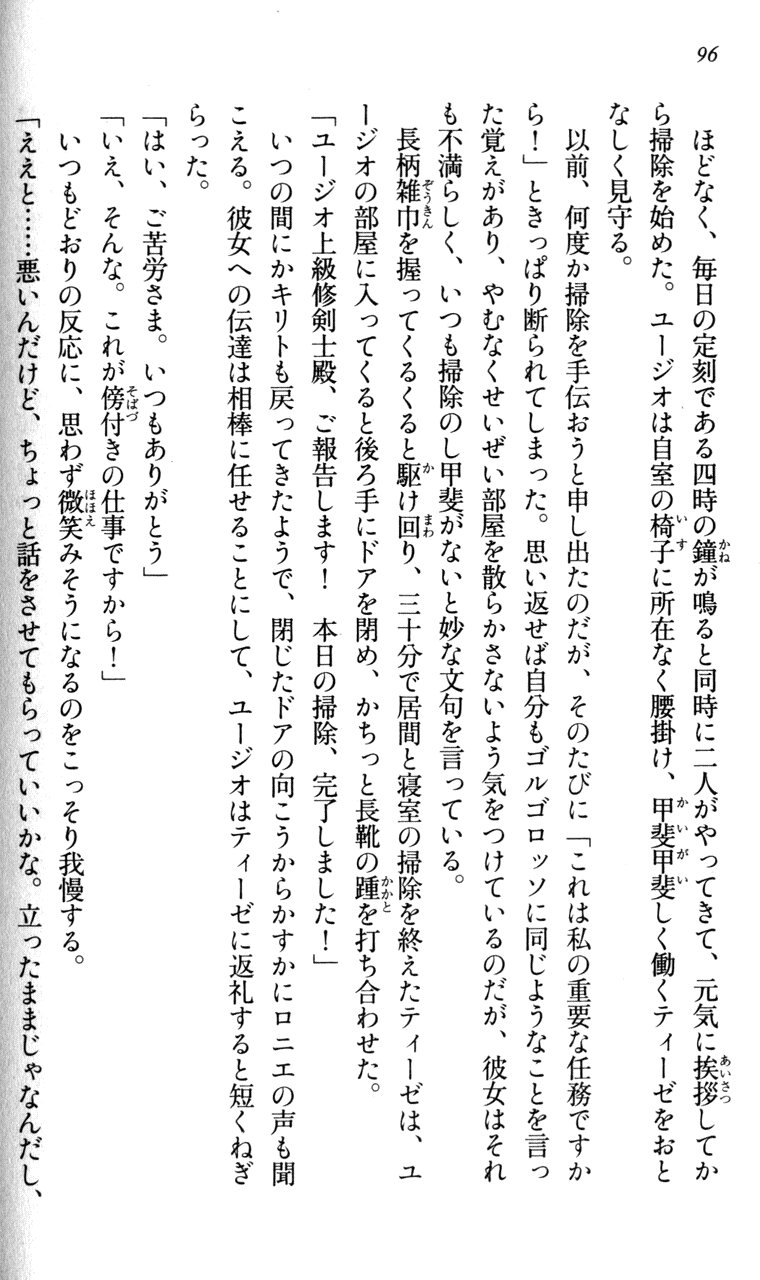 96
ほどなく、毎日の定刻である四時の鐘が鳴ると同時に二人がやってきて、元気に挨拶してか
ら掃除を始めた。ユージオは自室の椅子に所在なく腰掛け、甲斐甲斐しく働くティーゼをおと
なしく見守る。
以前、何度か掃除を手伝おうと申し出たのだが、そのたびに「これは私の重要な任務ですか
ら！」ときっぱり断られてしまった。思い返せば自分もゴルゴロッソに同じようなことを言っ
た覚えがあり、やむなくせいぜい部屋を散らかさないよう気をつけているのだが、彼女はそれ
も不満らしく、いつも掃除のし甲斐がないと妙な文句を言っている。
長柄雑巾を握ってくるくると駆け回り、三十分で居間と寝室の掃除を終えたティーゼは、ユ
ージオの部屋に入ってくると後ろ手にドアを閉め、かちっと長靴の踵を打ち合わせた。
「ユージオ上級修剣士殿、ご報告します！　本日の掃除、完了しました！」
いつの間にかキリトも戻ってきたようで、閉じたドアの向こうからかすかにロニエの声も聞
こえる。彼女への伝達は相棒に任せることにして、ユージオはティーゼに返礼すると短くねぎ
らった。
「はい、ご苦労さま。いつもありがとう」
「いえ、そんな。これが傍付きの仕事ですから！」
いつもどおりの反応に、思わず微笑みそうになるのをこっそり我慢する。
「ええと……悪いんだけど、ちょっと話をさせてもらっていいかな。立ったままじゃなんだし、